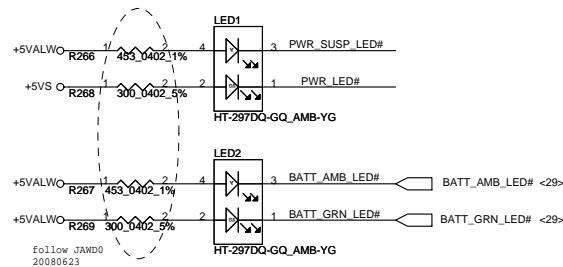 LED1
+5VALW R266 1 453_0402_1% 2 4 3 PWR_SUSP_LED#
+5VS R268 1 300_0402_5% 2 2 1 PWR_LED#
HT-297DQ-GQ_AMB-YG
LED2
+5VALW R267 1 453_0402_1% 2 4 3 BATT_AMB_LED# BATT_AMB_LED# <29>
+5VALW R269 1 300_0402_5% 2 2 1 BATT_GRN_LED# BATT_GRN_LED# <29>
HT-297DQ-GQ_AMB-YG
follow JAWD0
20080623